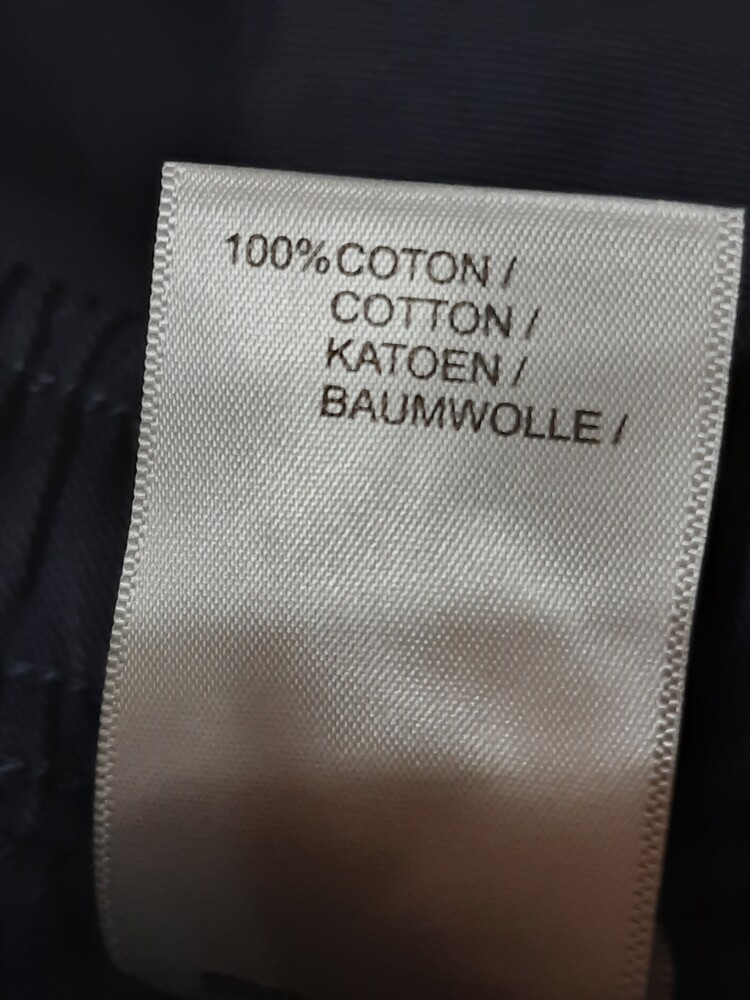 100% COTON /
COTTON /
KATOEN /
BAUMWOLLE /